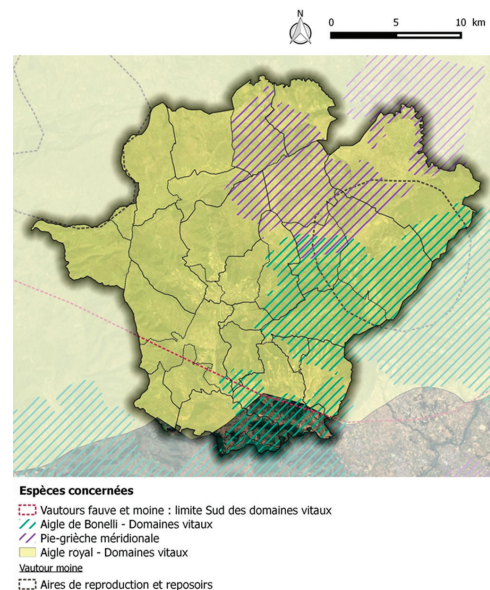 N
0 5 10 km
Espèces concernées
Vautours fauve et moine : limite Sud des domaines vitaux
Aigle de Bonelli - Domaines vitaux
Pie-grièche méridionale
Aigle royal - Domaines vitaux
Vautour moine
Aires de reproduction et reposoirs